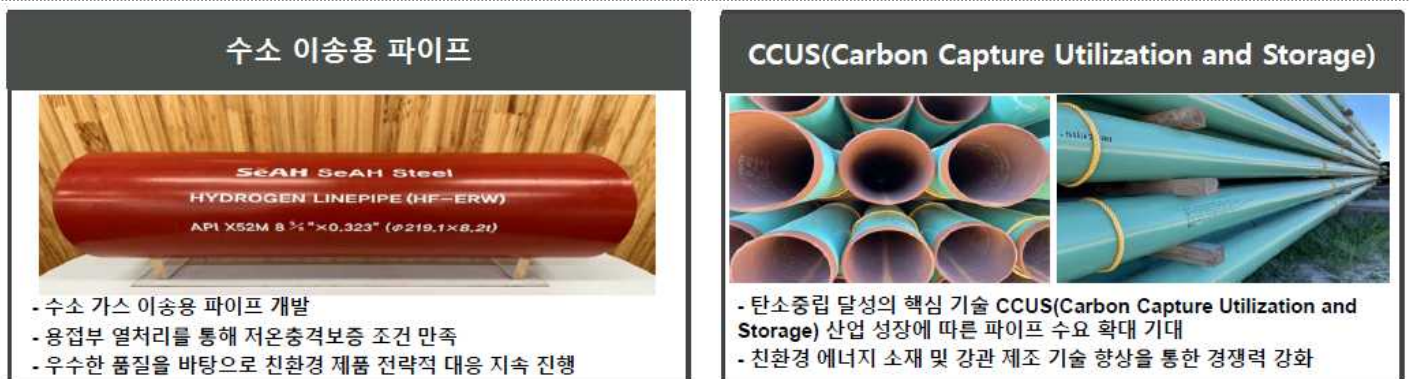 수소 이송용 파이프
SeAH SeAH Steel
HYDROGEN LINEPIPE (HF-ERW)
API X52M 8 ⅝"×0.323" (φ219.1×8.2t)
- 수소 가스 이송용 파이프 개발
- 용접부 열처리를 통해 저온충격보증 조건 만족
- 우수한 품질을 바탕으로 친환경 제품 전략적 대응 지속 진행
CCUS(Carbon Capture Utilization and Storage)
- 탄소중립 달성의 핵심 기술 CCUS(Carbon Capture Utilization and
Storage) 산업 성장에 따른 파이프 수요 확대 기대
- 친환경 에너지 소재 및 강관 제조 기술 향상을 통한 경쟁력 강화